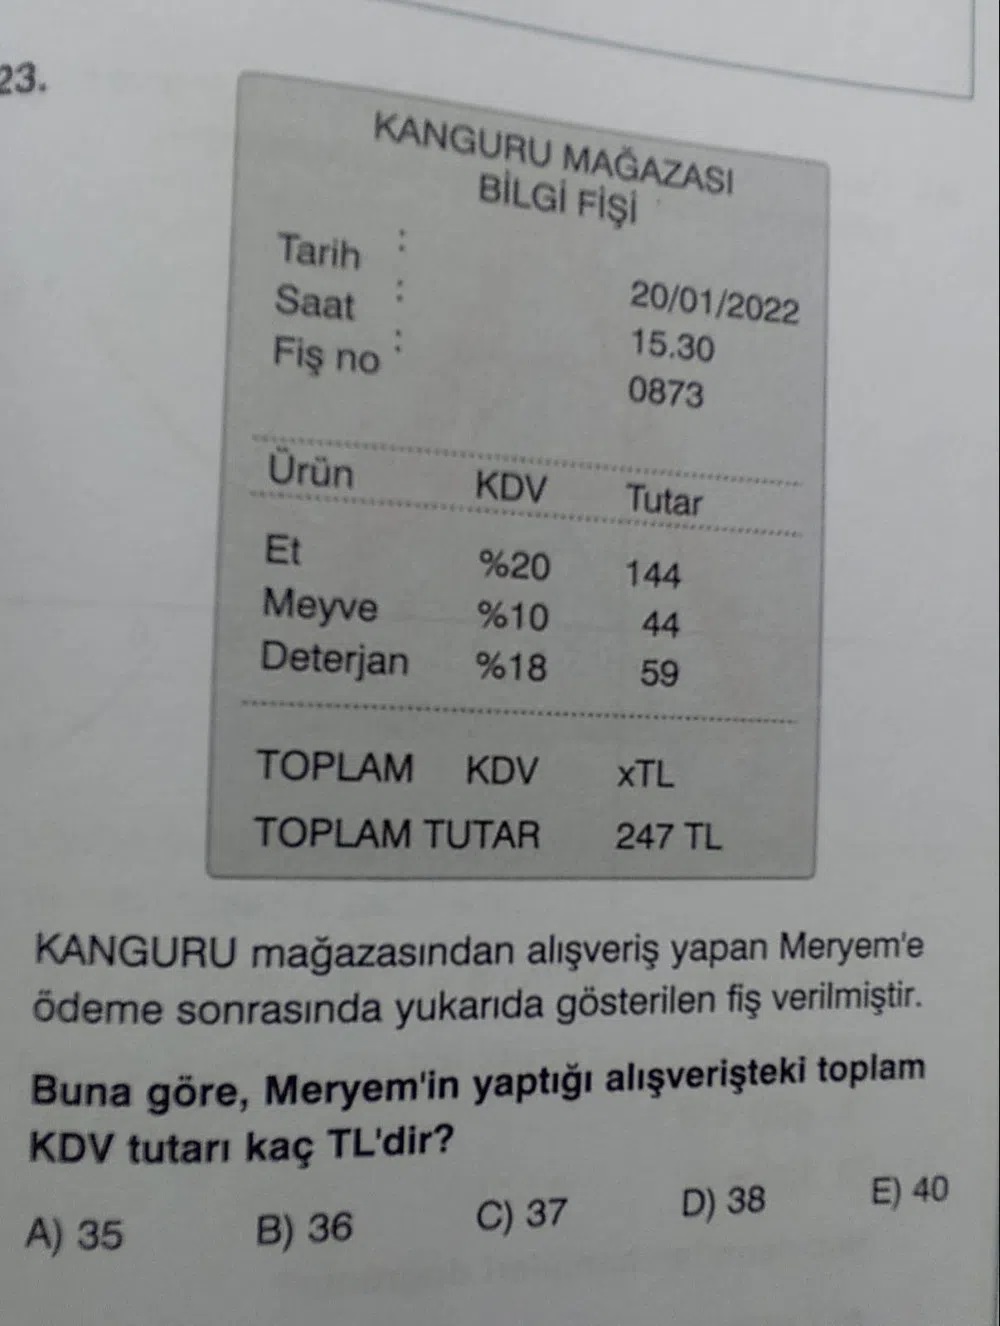 23.
KANGURU MAĞAZASI
BİLGİ FİŞİ
Tarih : 20/01/2022
Saat : 15.30
Fiş no : 0873
Ürün KDV Tutar
Et %20 144
Meyve %10 44
Deterjan %18 59
TOPLAM KDV xTL
TOPLAM TUTAR 247 TL
KANGURU mağazasından alışveriş yapan Meryem'e
ödeme sonrasında yukarıda gösterilen fiş verilmiştir.
Buna göre, Meryem'in yaptığı alışverişteki toplam
KDV tutarı kaç TL'dir?
A) 35 B) 36 C) 37 D) 38 E) 40